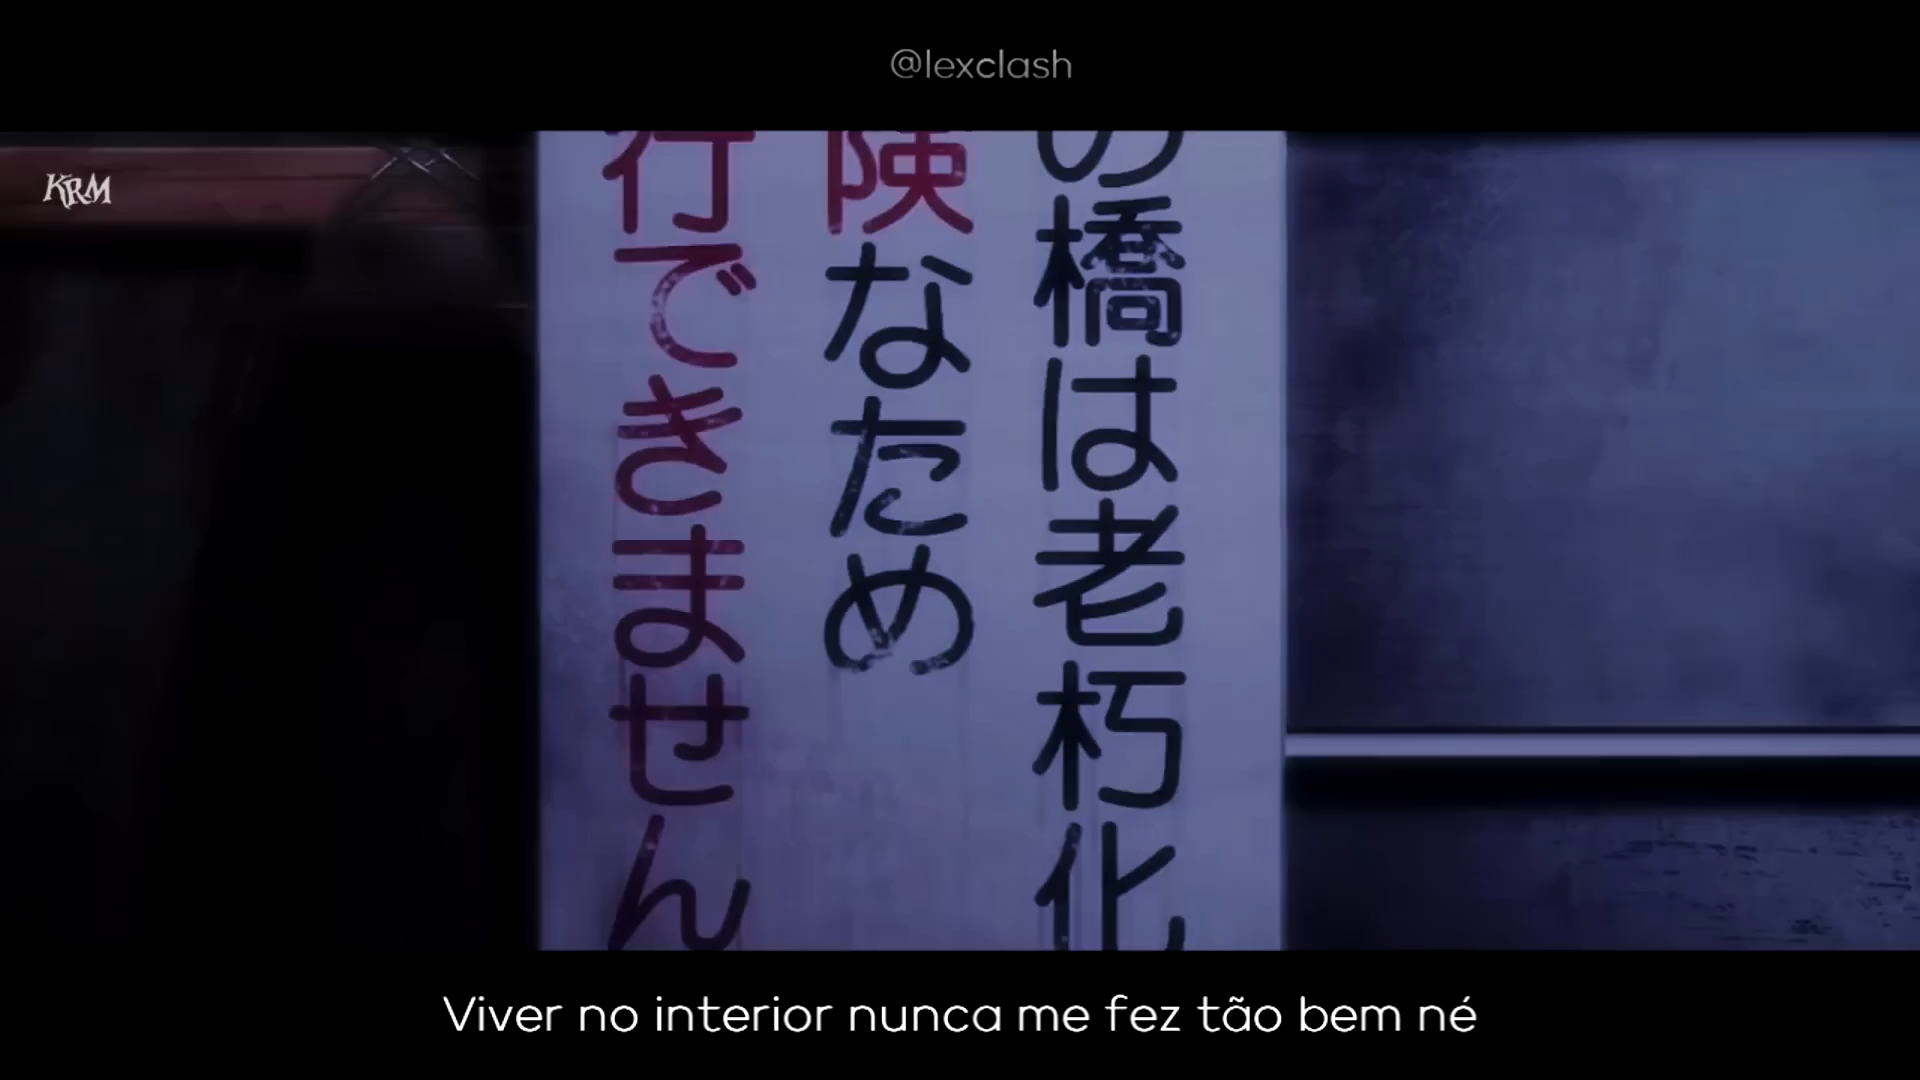 @lexclash
KRM
の橋は老朽化
険なため
行できません
Viver no interior nunca me fez tão bem né